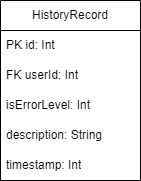 HistoryRecord
PK id: Int
FK userId: Int
isErrorLevel: Int
description: String
timestamp: Int